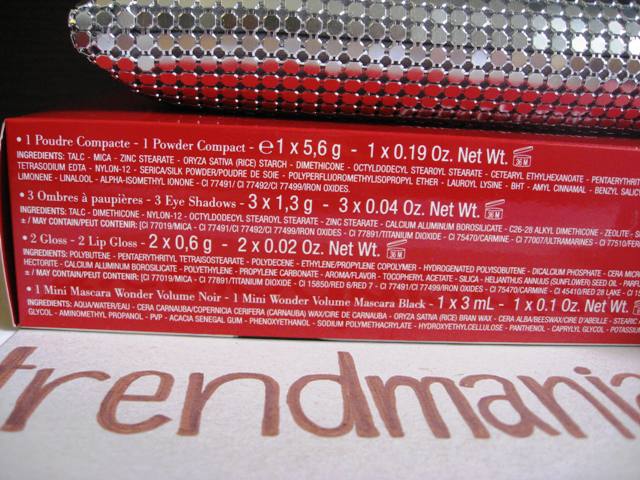 • 1 Poudre Compacte - 1 Powder Compact - ℮ 1 x 5,6 g - 1 x 0.19 Oz. Net Wt. 36 M
INGREDIENTS: TALC - MICA - ZINC STEARATE - ORYZA SATIVA (RICE) STARCH - DIMETHICONE - OCTYLDODECYL STEAROYL STEARATE - CETEARYL ETHYLHEXANOATE - PENTAERYTHRIT
TETRASODIUM EDTA - NYLON-12 - SERICA/SILK POWDER/POUDRE DE SOIE - POLYPERFLUOROMETHYLISOPROPYL ETHER - LAUROYL LYSINE - BHT - AMYL CINNAMAL - BENZYL SALICY
LIMONENE - LINALOOL - ALPHA-ISOMETHYL IONONE - CI 77491/ CI 77492/CI 77499/IRON OXIDES.
• 3 Ombres à paupières - 3 Eye Shadows - 3 x 1,3 g - 3 x 0.04 Oz. Net Wt. 36 M
INGREDIENTS: TALC - DIMETHICONE - NYLON-12 - OCTYLDODECYL STEAROYL STEARATE - ZINC STEARATE - CALCIUM ALUMINUM BOROSILICATE - C26-28 ALKYL DIMETHICONE - ZEOLITE - S
± / MAY CONTAIN/PEUT CONTENIR: [CI 77019/MICA - CI 77491/CI 77492/CI 77499/IRON OXIDES - CI 77891/TITANIUM DIOXIDE - CI 75470/CARMINE - CI 77007/ULTRAMARINES - CI 77510/FE
• 2 Gloss - 2 Lip Gloss - 2 x 0,6 g - 2 x 0.02 Oz. Net Wt. 36 M
INGREDIENTS: POLYBUTENE - PENTAERYTHRITYL TETRAISOSTEARATE - POLYDECENE - ETHYLENE/PROPYLENE COPOLYMER - HYDROGENATED POLYISOBUTENE - DICALCIUM PHOSPHATE - CERA MICR
HECTORITE - CALCIUM ALUMINUM BOROSILICATE - POLYETHYLENE - PROPYLENE CARBONATE - AROMA/FLAVOR - TOCOPHERYL ACETATE - SILICA - HELIANTHUS ANNUUS (SUNFLOWER) SEED OIL - PARF
± / MAY CONTAIN/PEUT CONTENIR: [CI 77019/MICA - CI 77891/TITANIUM DIOXIDE - CI 15850/RED 6/RED 7 - CI 77491/CI 77499/IRON OXIDES - CI 75470/CARMINE - CI 45410/RED 28 LAKE - CI 15
• 1 Mini Mascara Wonder Volume Noir - 1 Mini Wonder Volume Mascara Black - 1 x 3 mL - 1 x 0.1 Oz. Net Wt.
INGREDIENTS: AQUA/WATER/EAU - CERA CARNAUBA/COPERNICIA CERIFERA (CARNAUBA) WAX/CIRE DE CARNAUBA - ORYZA SATIVA (RICE) BRAN WAX - CERA ALBA/BEESWAX/CIRE D'ABEILLE - STEARIC
GLYCOL - AMINOMETHYL PROPANOL - PVP - ACACIA SENEGAL GUM - PHENOXYETHANOL - SODIUM POLYMETHACRYLATE - HYDROXYETHYLCELLULOSE - PANTHENOL - CAPRYLYL GLYCOL - POTASSIUM
trendmania